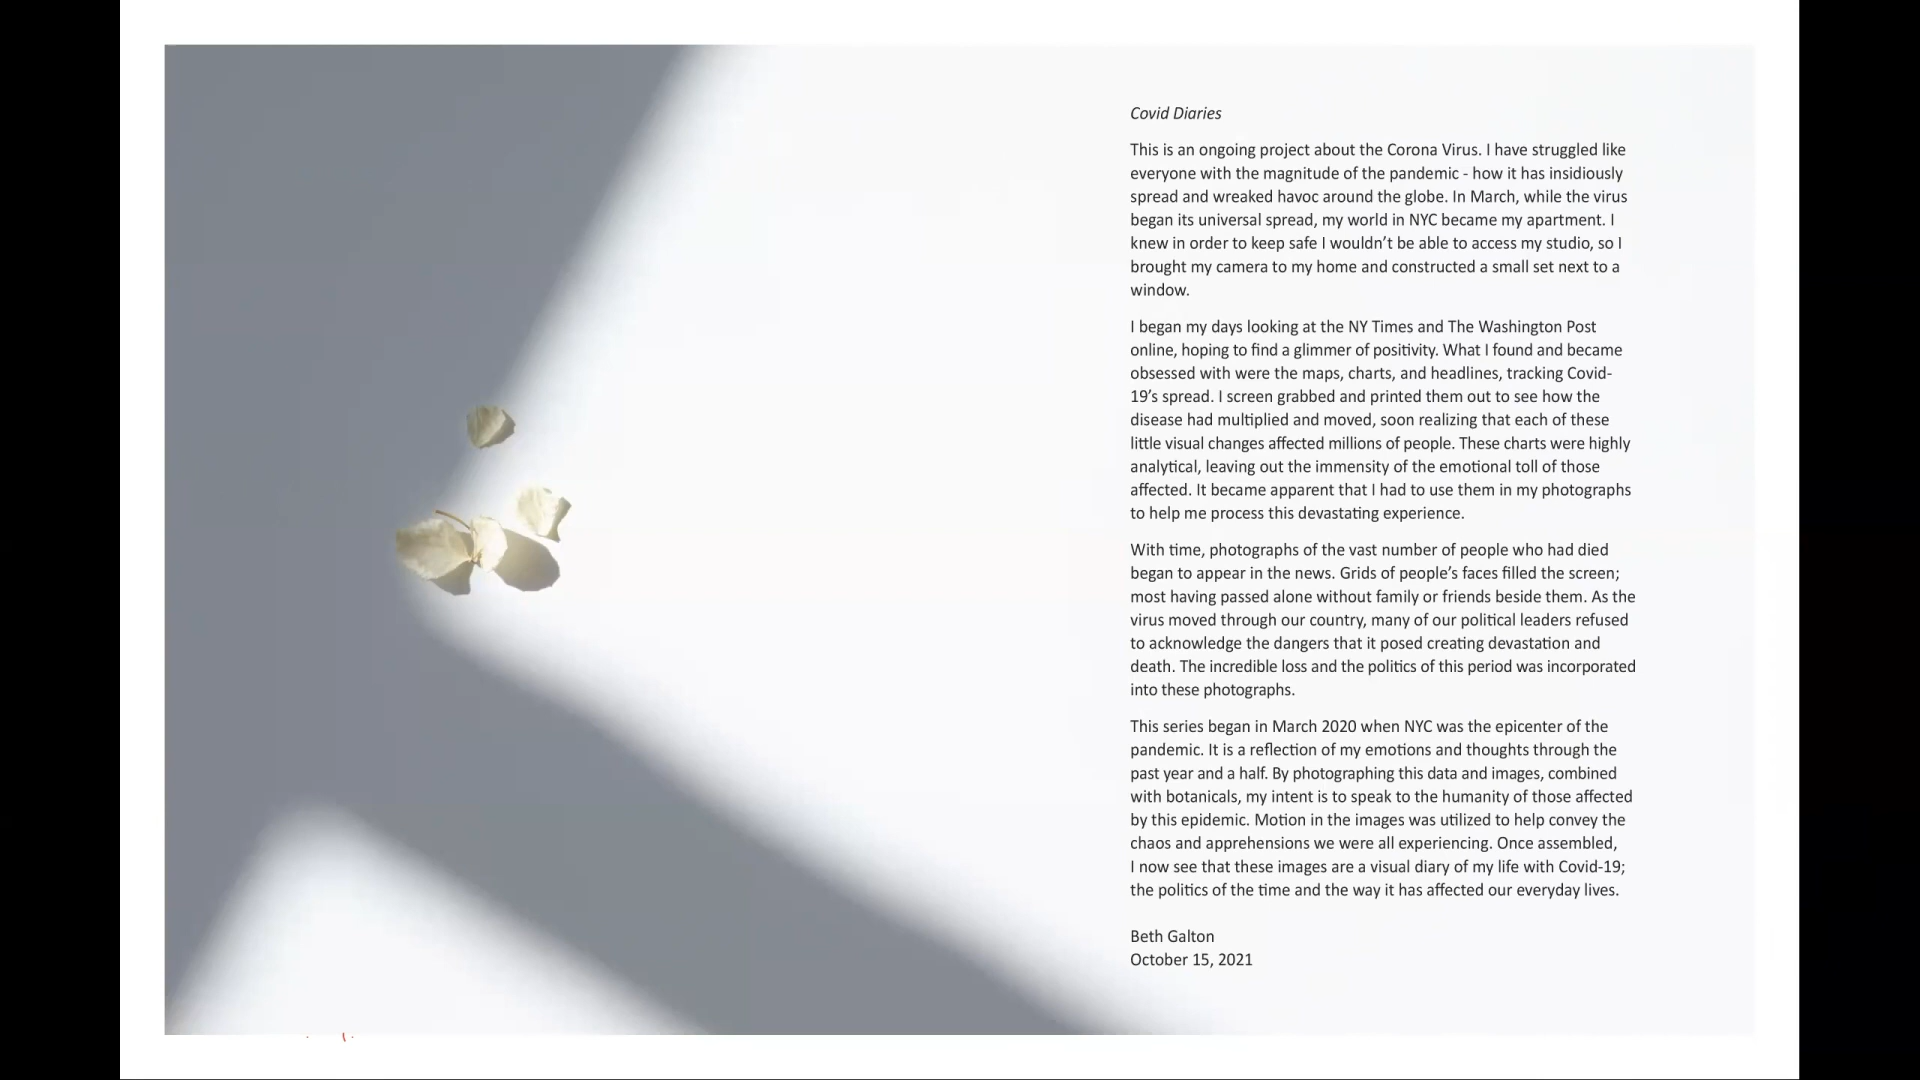 Covid Diaries
This is an ongoing project about the Corona Virus. I have struggled like
everyone with the magnitude of the pandemic - how it has insidiously
spread and wreaked havoc around the globe. In March, while the virus
began its universal spread, my world in NYC became my apartment. I
knew in order to keep safe I wouldn’t be able to access my studio, so I
brought my camera to my home and constructed a small set next to a
window.
I began my days looking at the NY Times and The Washington Post
online, hoping to find a glimmer of positivity. What I found and became
obsessed with were the maps, charts, and headlines, tracking Covid-
19’s spread. I screen grabbed and printed them out to see how the
disease had multiplied and moved, soon realizing that each of these
little visual changes affected millions of people. These charts were highly
analytical, leaving out the immensity of the emotional toll of those
affected. It became apparent that I had to use them in my photographs
to help me process this devastating experience.
With time, photographs of the vast number of people who had died
began to appear in the news. Grids of people’s faces filled the screen;
most having passed alone without family or friends beside them. As the
virus moved through our country, many of our political leaders refused
to acknowledge the dangers that it posed creating devastation and
death. The incredible loss and the politics of this period was incorporated
into these photographs.
This series began in March 2020 when NYC was the epicenter of the
pandemic. It is a reflection of my emotions and thoughts through the
past year and a half. By photographing this data and images, combined
with botanicals, my intent is to speak to the humanity of those affected
by this epidemic. Motion in the images was utilized to help convey the
chaos and apprehensions we were all experiencing. Once assembled,
I now see that these images are a visual diary of my life with Covid-19;
the politics of the time and the way it has affected our everyday lives.
Beth Galton
October 15, 2021